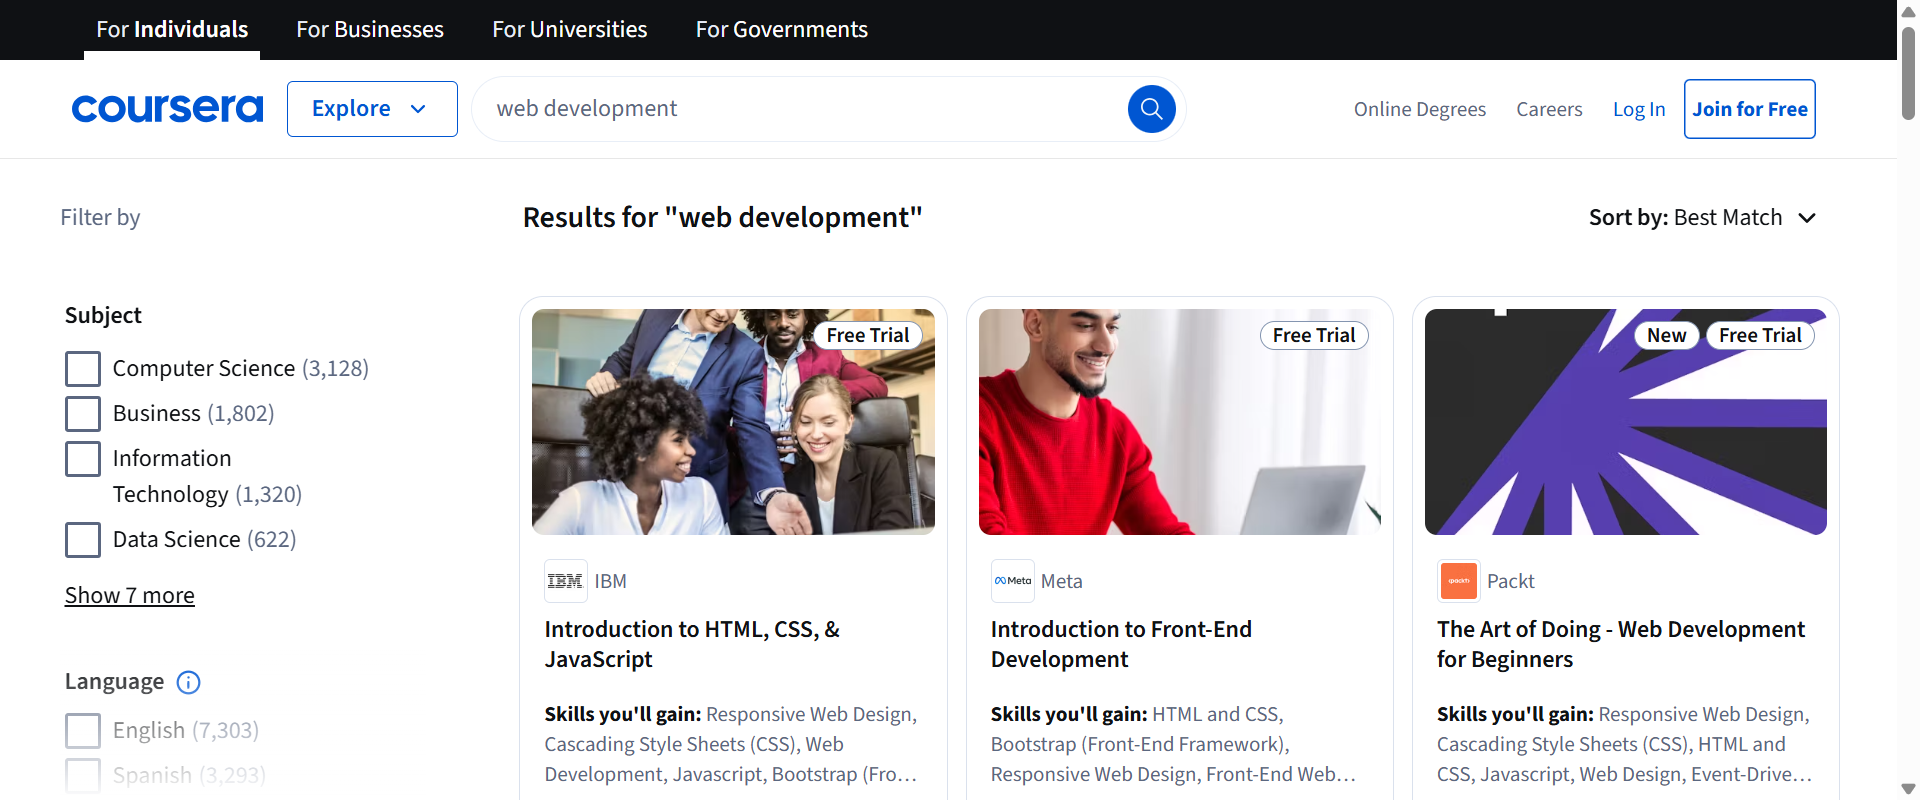 For Individuals
For Businesses
For Universities
For Governments
coursera
Explore
web development
Online Degrees
Careers
Log In
Join for Free
Filter by
Results for "web development"
Sort by: Best Match
Subject
Computer Science (3,128)
Business (1,802)
Information
Technology (1,320)
Data Science (622)
Show 7 more
Language
English (7,303)
Spanish (3,293)
Free Trial
IBM
IBM
Introduction to HTML, CSS, &
JavaScript
Skills you'll gain: Responsive Web Design,
Cascading Style Sheets (CSS), Web
Development, Javascript, Bootstrap (Fro...
Free Trial
Meta
Meta
Introduction to Front-End
Development
Skills you'll gain: HTML and CSS,
Bootstrap (Front-End Framework),
Responsive Web Design, Front-End Web...
New
Free Trial
packt
Packt
The Art of Doing - Web Development
for Beginners
Skills you'll gain: Responsive Web Design,
Cascading Style Sheets (CSS), HTML and
CSS, Javascript, Web Design, Event-Drive...